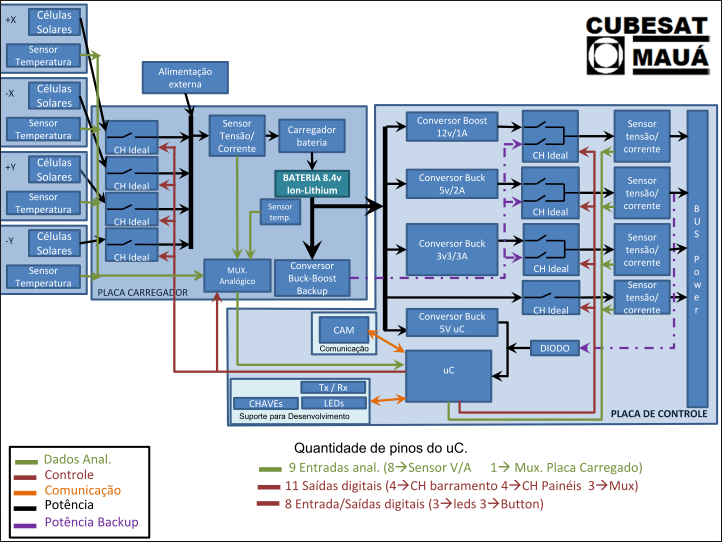 +X
Células
Solares
Sensor
Temperatura
-X
Células
Solares
Sensor
Temperatura
+Y
Células
Solares
Sensor
Temperatura
-Y
Células
Solares
Sensor
Temperatura
CUBESAT
MAUÁ
Alimentação
externa
CH Ideal
CH Ideal
CH Ideal
CH Ideal
Sensor
Tensão/
Corrente
Carregador
bateria
BATERIA 8.4v
Ion-Lithium
Sensor
temp.
MUX.
Analógico
Conversor
Buck-Boost
Backup
PLACA CARREGADOR
Conversor Boost
12v/1A
CH Ideal
Sensor
tensão/
corrente
Conversor Buck
5v/2A
CH Ideal
Sensor
tensão/
corrente
Conversor Buck
3v3/3A
CH Ideal
Sensor
tensão/
corrente
CH Ideal
Sensor
tensão/
corrente
BUS Power
Conversor Buck
5V uC
DIODO
uC
CAM
Comunicação
Tx / Rx
CHAVEs
LEDs
Suporte para Desenvolvimento
PLACA DE CONTROLE
Dados Anal.
Controle
Comunicação
Potência
Potência Backup
Quantidade de pinos do uC.
9 Entradas anal. (8→Sensor V/A 1→ Mux. Placa Carregado)
11 Saídas digitais (4→CH barramento 4→CH Painéis 3→Mux)
8 Entrada/Saídas digitais (3→leds 3→Button)